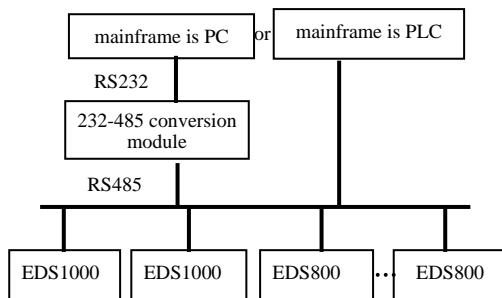 mainframe is PC
or
mainframe is PLC
RS232
232-485 conversion
module
RS485
EDS1000
EDS1000
EDS800
...
EDS800